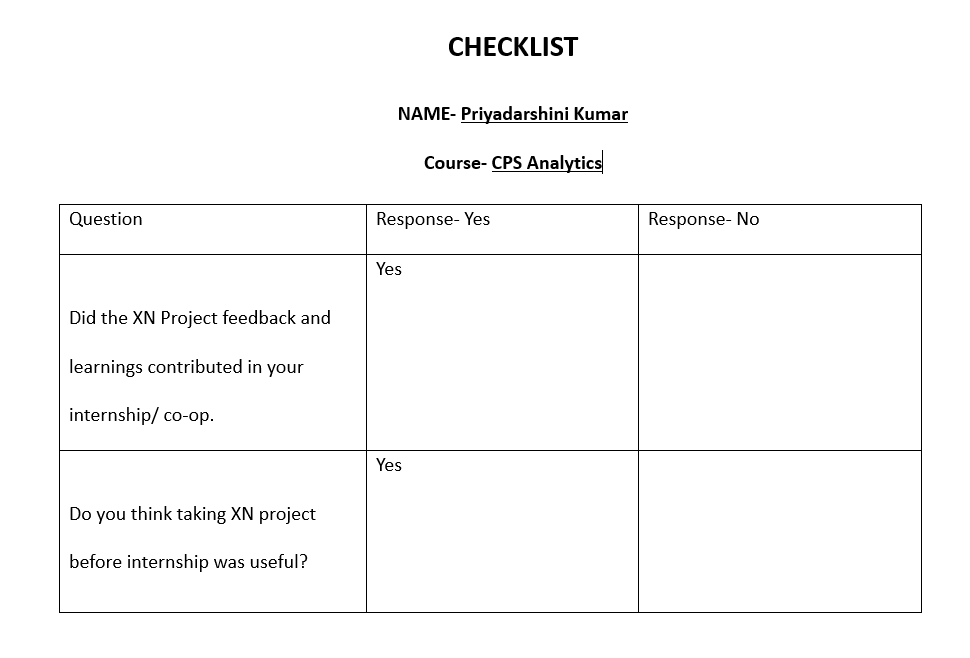 CHECKLIST
NAME- Priyadarshini Kumar
Course- CPS Analytics
Question Response- Yes Response- No
Yes
Did the XN Project feedback and
learnings contributed in your
internship/ co-op.
Yes
Do you think taking XN project
before internship was useful?